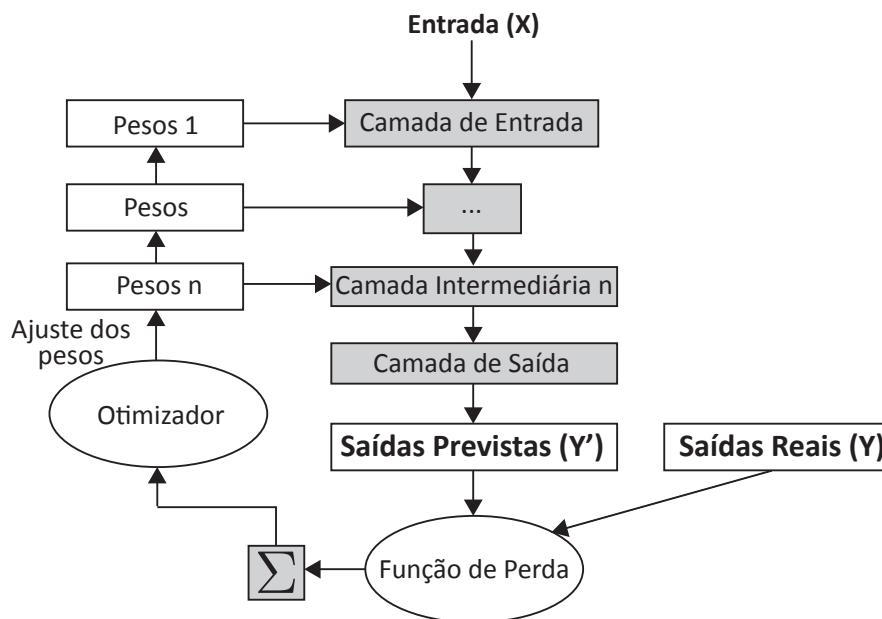 Entrada (X)
Pesos 1
Camada de Entrada
Pesos
...
Pesos n
Camada Intermediária n
Ajuste dos
pesos
Camada de Saída
Otimizador
Saídas Previstas (Y’)
Saídas Reais (Y)
Σ
Função de Perda